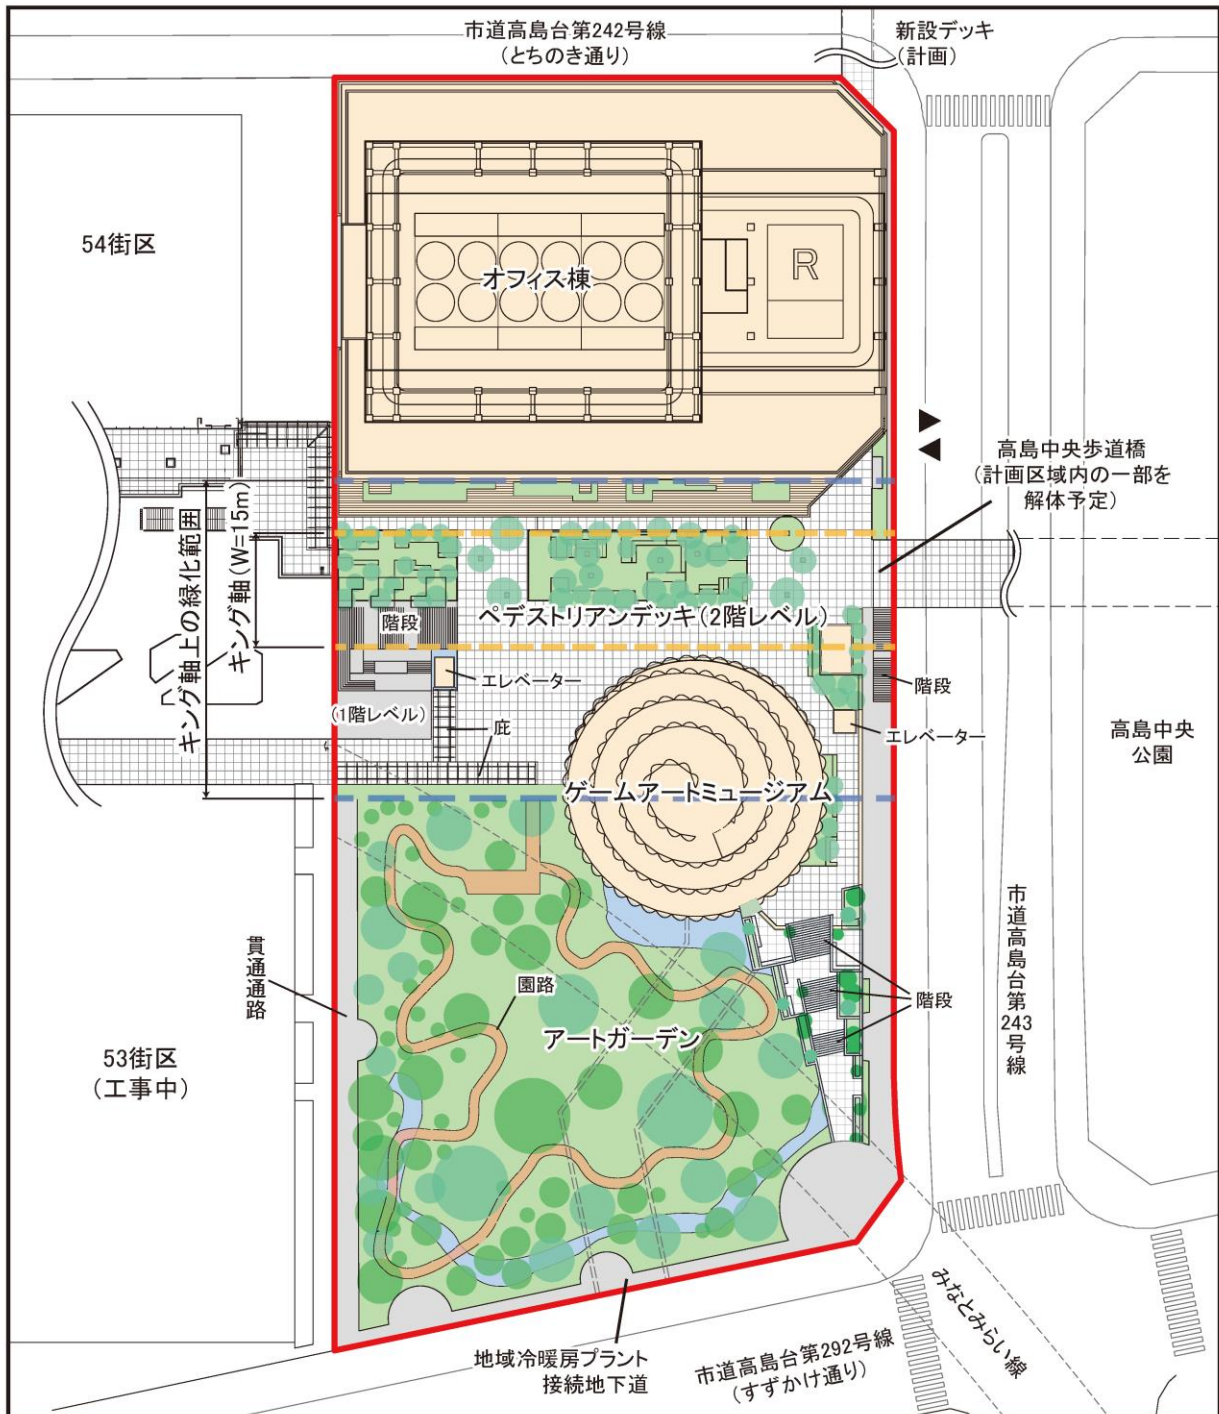 市道高島台第242号線
(とちのき通り)
新設デッキ
(計画)
54街区
オフィス棟
R
高島中央歩道橋
(計画区域内の一部を
解体予定)
キング軸上の緑化範囲
キング軸(W=15m)
階段
ペデストリアンデッキ(2階レベル)
エレベーター
階段
(1階レベル)
庇
エレベーター
高島中央
公園
ゲームアートミュージアム
貫通通路
園路
市道高島台第243号線
階段
アートガーデン
53街区
(工事中)
みなとみらい線
地域冷暖房プラント
接続地下道
市道高島台第292号線
(すずかけ通り)